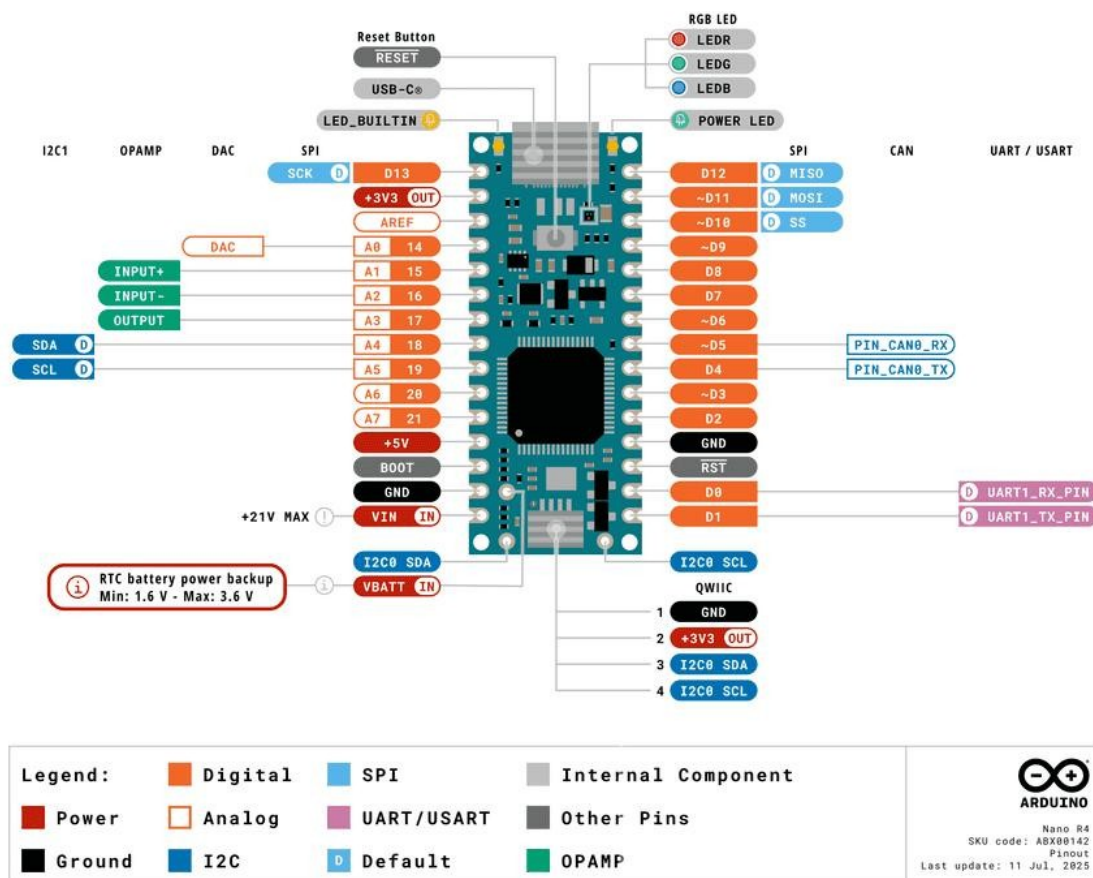 RGB LED
Reset Button
LEDR
RESET
LEDG
USB-C®
LEDB
LED_BUILTIN
POWER LED
I2C1 OPAMP DAC SPI SPI CAN UART / USART
SCK D D13 D12 D MISO
+3V3 OUT ~D11 D MOSI
AREF ~D10 D SS
DAC A0 14 ~D9
INPUT+ A1 15 D8
INPUT- A2 16 D7
OUTPUT A3 17 ~D6
SDA D A4 18 ~D5 PIN_CAN0_RX
SCL D A5 19 D4 PIN_CAN0_TX
A6 20 ~D3
A7 21 D2
+5V GND
BOOT RST
GND D0 D UART1_RX_PIN
+21V MAX ! VIN IN D1 D UART1_TX_PIN
I2C0 SDA I2C0 SCL
i RTC battery power backup
Min: 1.6 V - Max: 3.6 V
i VBATT IN
QWIIC
1 GND
2 +3V3 OUT
3 I2C0 SDA
4 I2C0 SCL
Legend: Digital SPI Internal Component
Power Analog UART/USART Other Pins
Ground I2C D Default OPAMP
ARDUINO
Nano R4
SKU code: ABX00142
Pinout
Last update: 11 Jul, 2025